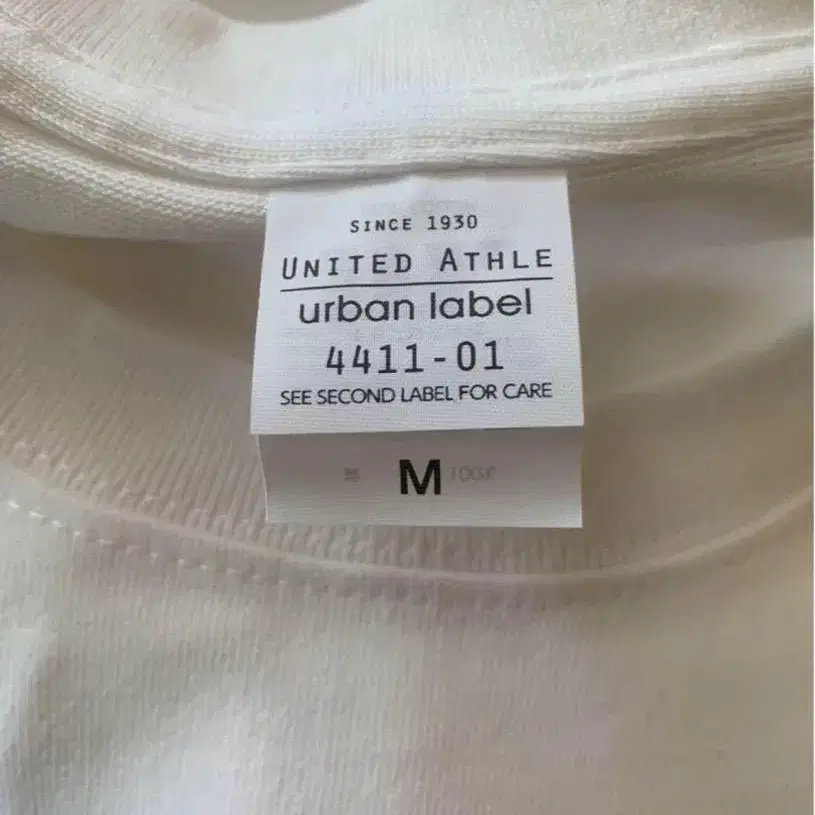 SINCE 1930
UNITED ATHLE
urban label
4411-01
SEE SECOND LABEL FOR CARE
M